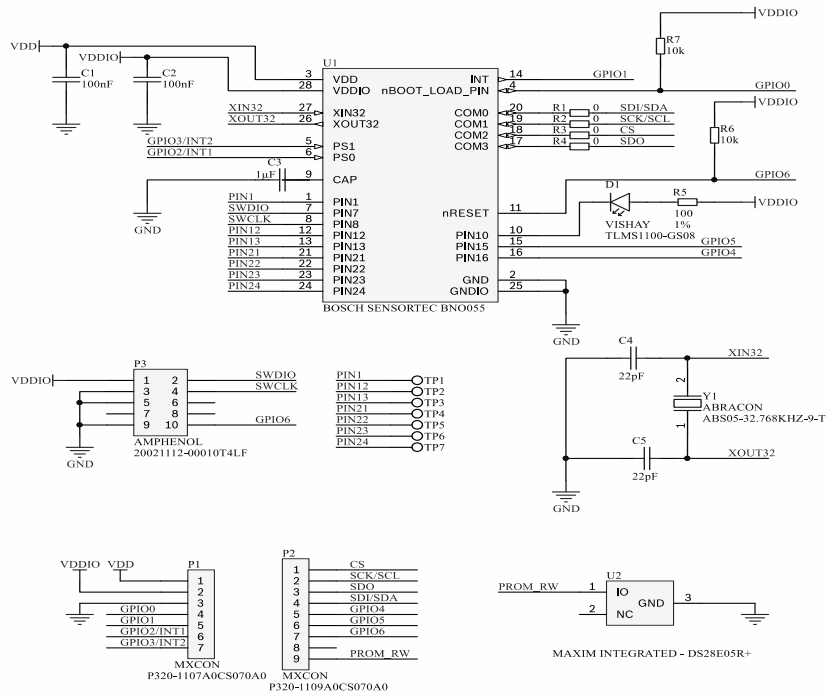 VDD
VDDIO
C1
100nF
C2
100nF
U1
R7
10k
VDDIO
3 VDD
28 VDDIO
27 XIN32
26 XOUT32
5 PS1
6 PS0
9 CAP
1 PIN1
7 PIN7
8 PIN8
12 PIN12
13 PIN13
21 PIN21
22 PIN22
23 PIN23
24 PIN24
XIN32
XOUT32
GPIO3/INT2
GPIO2/INT1
C3
1µF
GND
PIN1
SWDIO
SWCLK
PIN12
PIN13
PIN21
PIN22
PIN23
PIN24
INT 14 GPIO1
nBOOT_LOAD_PIN 4 GPIO0
COM0 20 R1 0 SDI/SDA
COM1 19 R2 0 SCK/SCL
COM2 18 R3 0 CS
COM3 17 R4 0 SDO
VDDIO
R6
10k
GPIO6
nRESET 11
D1
VISHAY
TLMS1100-GS08
R5
100
1%
VDDIO
PIN10 10
PIN15 15 GPIO5
PIN16 16 GPIO4
GND 2
GNDIO 25
GND
BOSCH SENSORTEC BNO055
P3
VDDIO 1 2 SWDIO
3 4 SWCLK
5 6
7 8
9 10 GPIO6
GND
AMPHENOL
20021112-00010T4LF
PIN1 TP1
PIN12 TP2
PIN13 TP3
PIN21 TP4
PIN22 TP5
PIN23 TP6
PIN24 TP7
C4
22pF
XIN32
2
Y1
ABRACON
ABS05-32.768KHZ-9-T
1
C5
22pF
XOUT32
GND
VDDIO VDD P1
1
2
3
GPIO0 4
GPIO1 5
GPIO2/INT1 6
GPIO3/INT2 7
GND
MXCON
P320-1107A0CS070A0
P2
1 CS
2 SCK/SCL
3 SDO
4 SDI/SDA
5 GPIO4
6 GPIO5
7 GPIO6
8
9 PROM_RW
MXCON
P320-1109A0CS070A0
U2
PROM_RW 1 IO
GND 3
2 NC
GND
MAXIM INTEGRATED - DS28E05R+